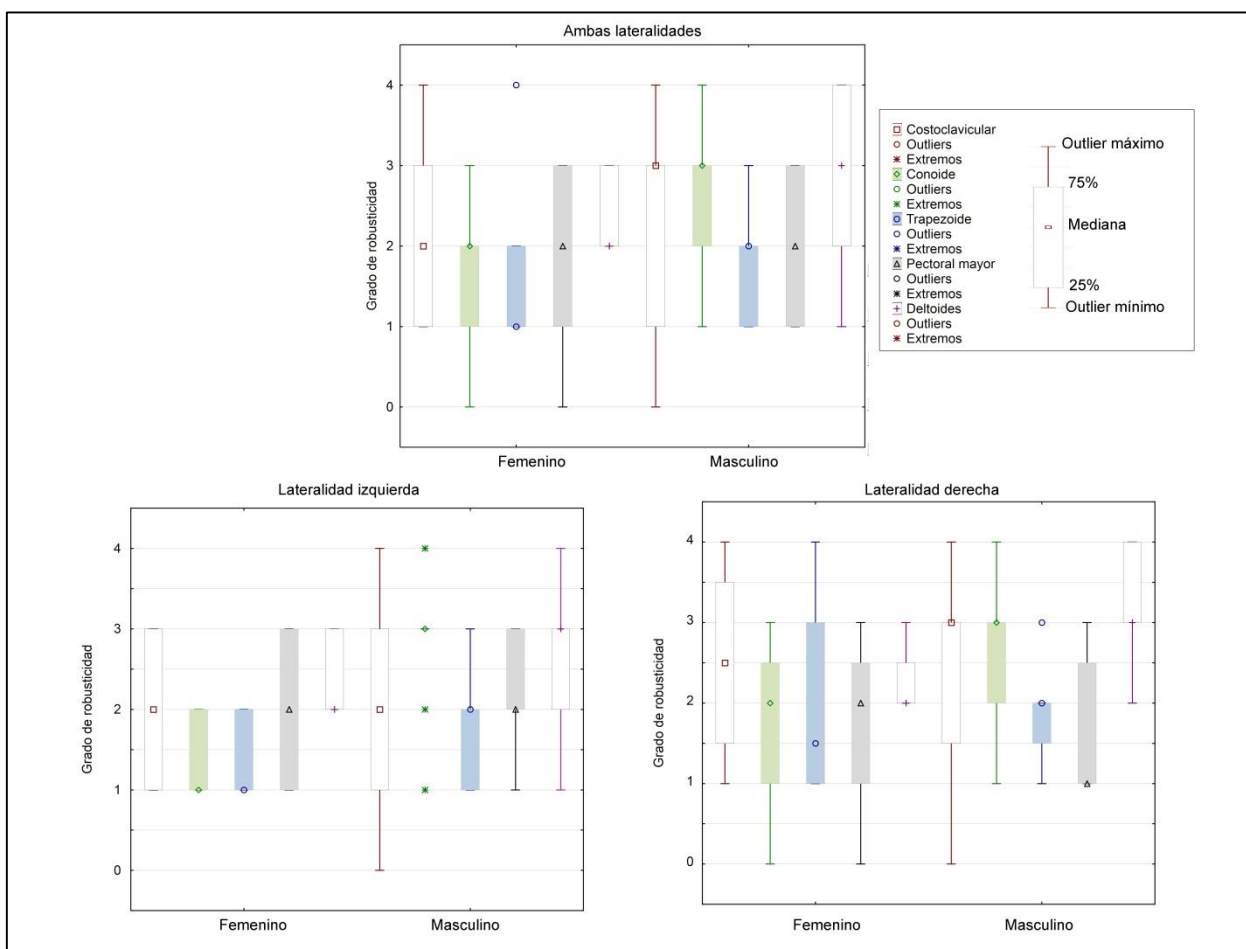 Ambas lateralidades
Grado de robusticidad
4
3
2
1
0
Femenino
Masculino
Costoclavicular
Outliers
Extremos
Conoide
Outliers
Extremos
Trapezoide
Outliers
Extremos
Pectoral mayor
Outliers
Extremos
Deltoides
Outliers
Extremos
Outlier máximo
75%
Mediana
25%
Outlier mínimo
Lateralidad izquierda
Grado de robusticidad
4
3
2
1
0
Femenino
Masculino
Lateralidad derecha
Grado de robusticidad
4
3
2
1
0
Femenino
Masculino